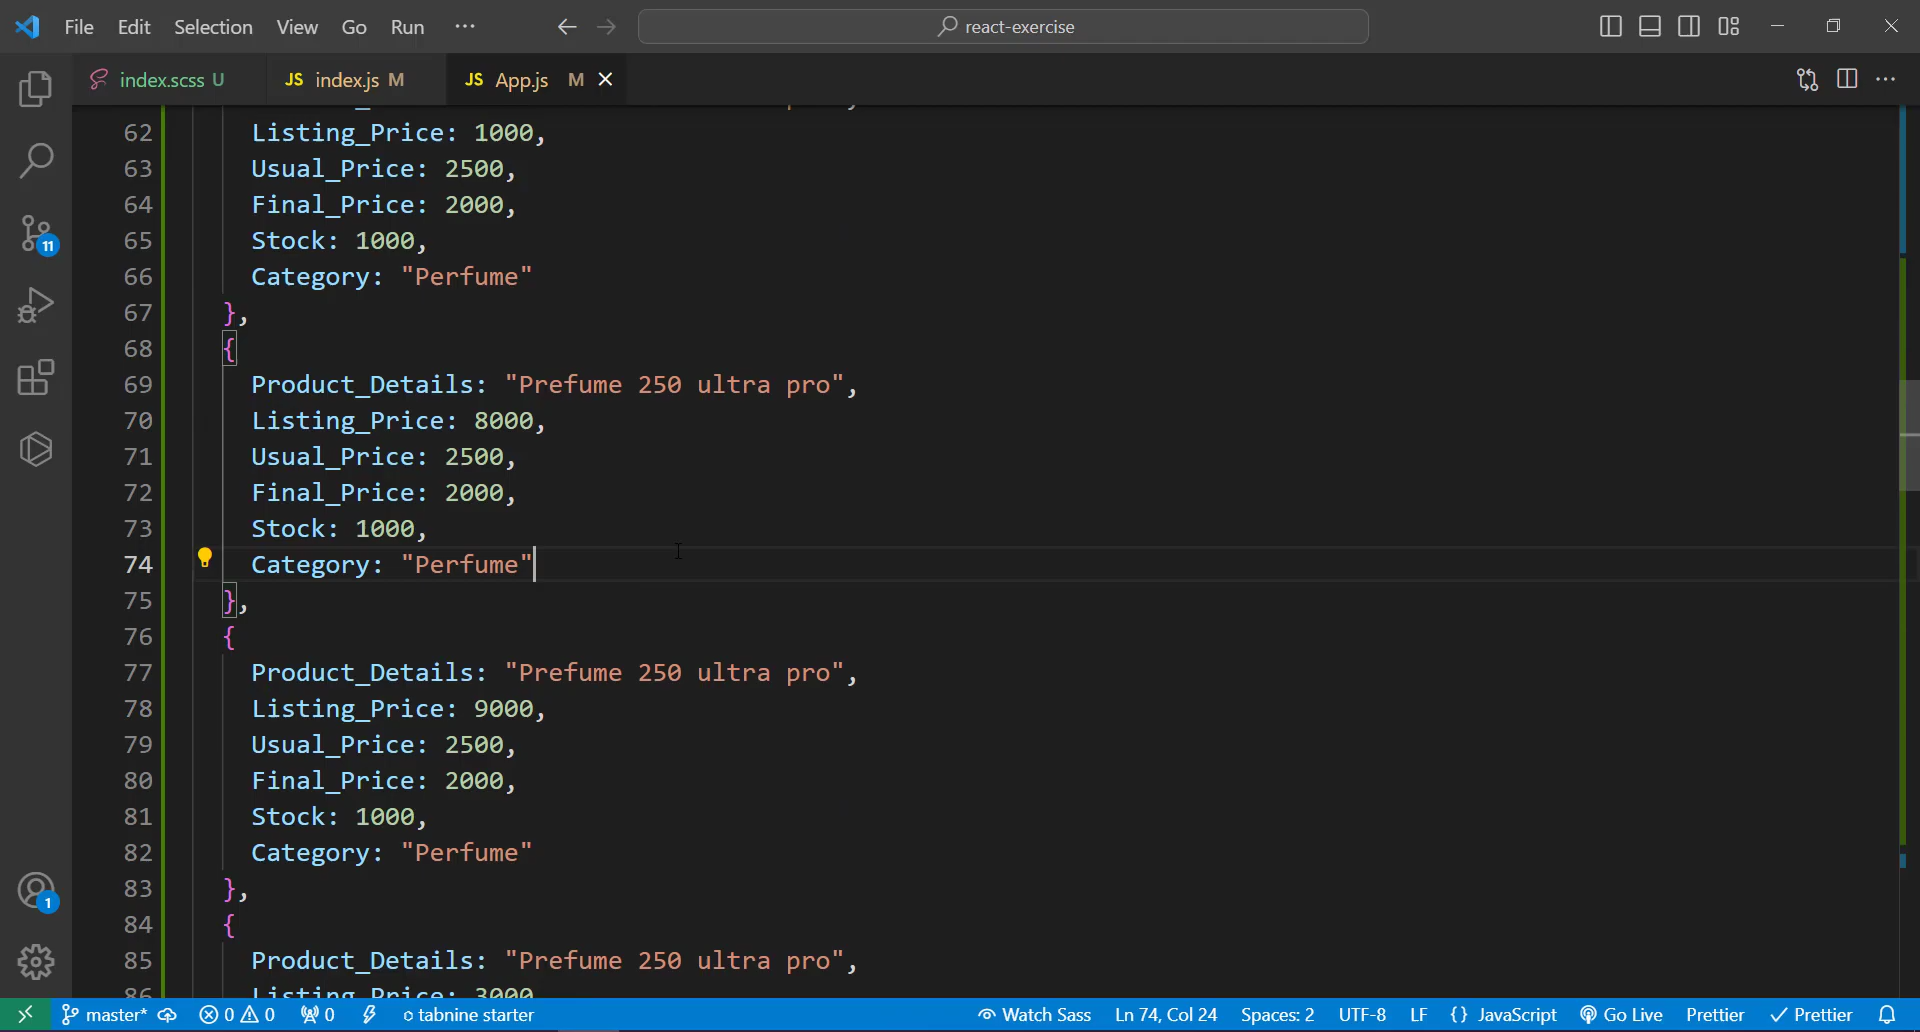 File Edit Selection View Go Run ··· react-exercise
index.scss U JS index.js M JS App.js M
62 Listing_Price: 1000,
63 Usual_Price: 2500,
64 Final_Price: 2000,
65 Stock: 1000,
66 Category: "Perfume"
67 },
68 {
69 Product_Details: "Prefume 250 ultra pro",
70 Listing_Price: 8000,
71 Usual_Price: 2500,
72 Final_Price: 2000,
73 Stock: 1000,
74 Category: "Perfume"
75 },
76 {
77 Product_Details: "Prefume 250 ultra pro",
78 Listing_Price: 9000,
79 Usual_Price: 2500,
80 Final_Price: 2000,
81 Stock: 1000,
82 Category: "Perfume"
83 },
84 {
85 Product_Details: "Prefume 250 ultra pro",
86 Listing_Price: 3000
11
1
master* 0 0 0 tabnine starter Watch Sass Ln 74, Col 24 Spaces: 2 UTF-8 LF {} JavaScript Go Live Prettier Prettier